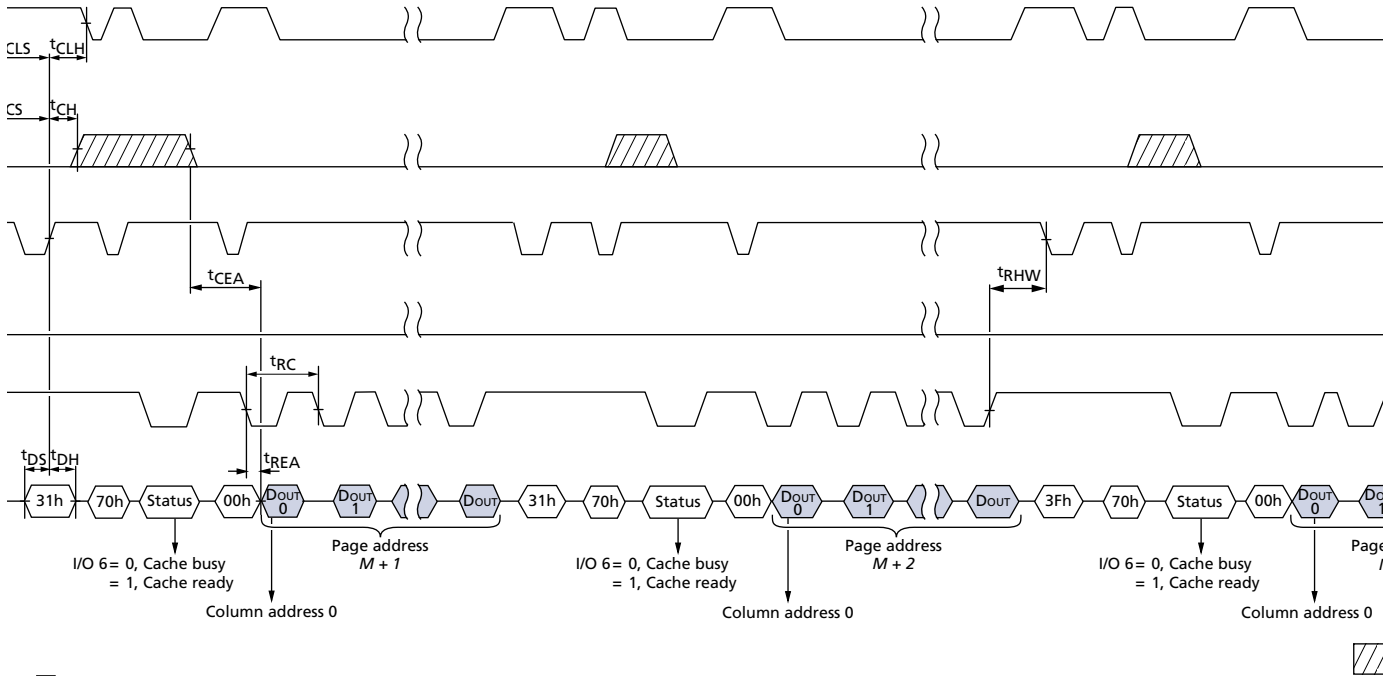 CLS tCLH
CS tCH
tCEA
tRHW
tRC
tDS tDH
tREA
31h 70h Status 00h DOUT 0 DOUT 1 DOUT 31h 70h Status 00h DOUT 0 DOUT 1 DOUT 3Fh 70h Status 00h DOUT 0
Page address
M + 1
Page address
M + 2
I/O 6 = 0, Cache busy
= 1, Cache ready
I/O 6 = 0, Cache busy
= 1, Cache ready
I/O 6 = 0, Cache busy
= 1, Cache ready
Column address 0
Column address 0
Column address 0